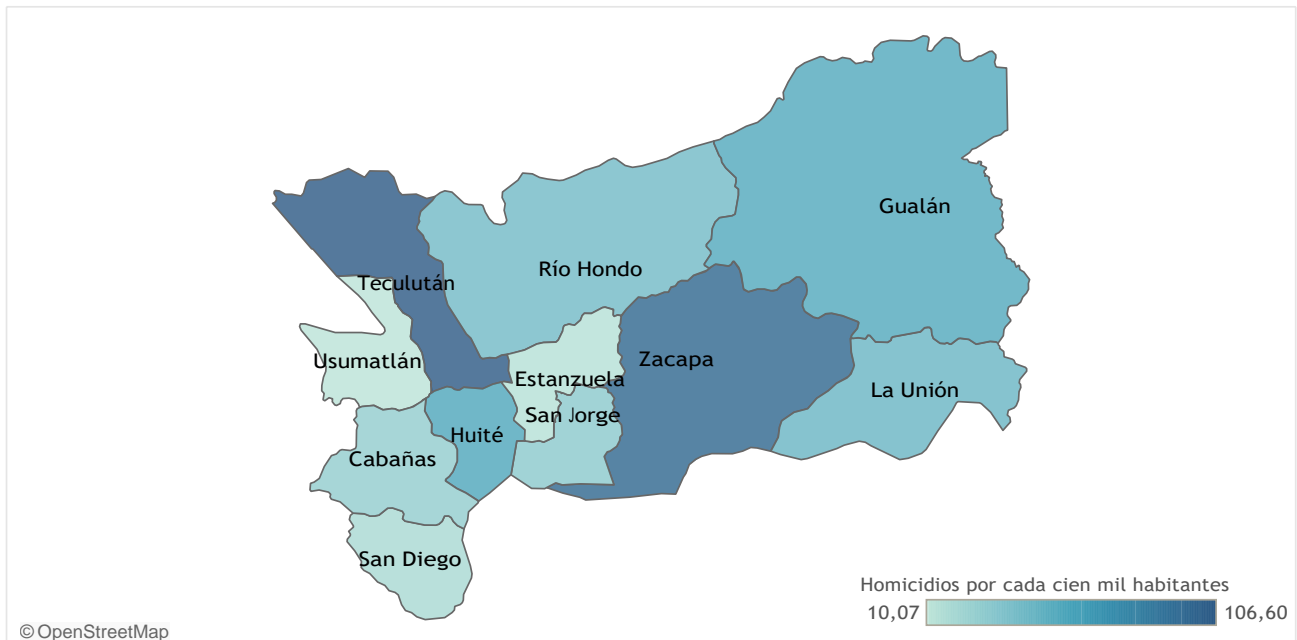 Gualán
Río Hondo
Teculután
Usumatlán
Zacapa
Estanzuela
La Unión
San Jorge
Huité
Cabañas
San Diego
Homicidios por cada cien mil habitantes
10,07 106,60
© OpenStreetMap